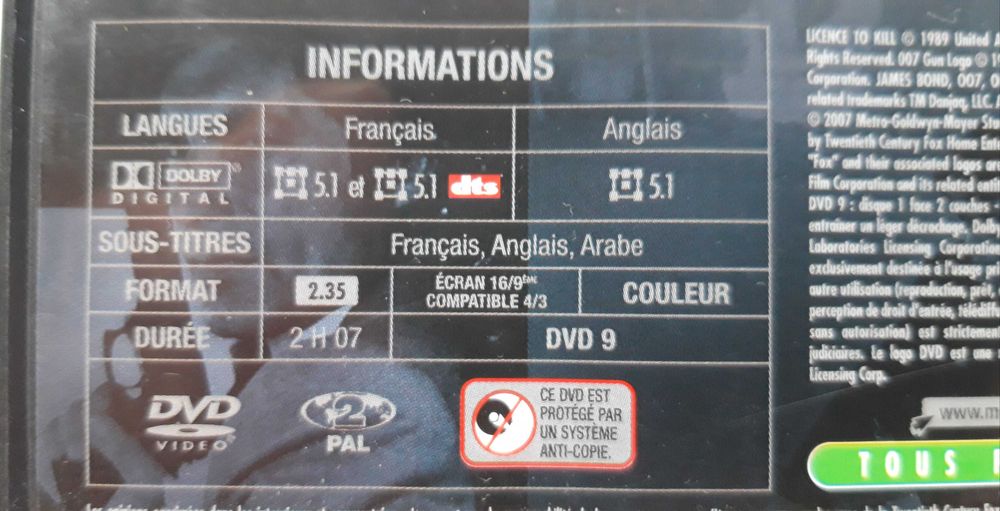 INFORMATIONS
LANGUES Français Anglais
DOLBY DIGITAL 5.1 et 5.1 dts 5.1
SOUS-TITRES Français, Anglais, Arabe
FORMAT 2.35 ÉCRAN 16/9ÈME COMPATIBLE 4/3 COULEUR
DURÉE 2 H 07 DVD 9
DVD VIDEO
2 PAL
CE DVD EST
PROTÉGÉ PAR
UN SYSTÈME
ANTI-COPIE.
LICENCE TO KILL © 1989 United
Rights Reserved. 007 Gun Logo ©
Corporation. JAMES BOND, 007,
related trademarks TM Danjaq, LLC.
© 2007 Metro-Goldwyn-Mayer
by Twentieth Century Fox Home
"Fox" and their associated logos
Film Corporation and its related
DVD 9 : disque 1 face 2 couches -
entraîner un léger décrochage.
Laboratories Licensing
exclusivement destinée à l'usage
autre utilisation (reproduction, prêt,
perception de droit d'entrée,
sans autorisation) est
judiciaires. Le logo DVD est une
Licensing Corp.
www.m
TOUS